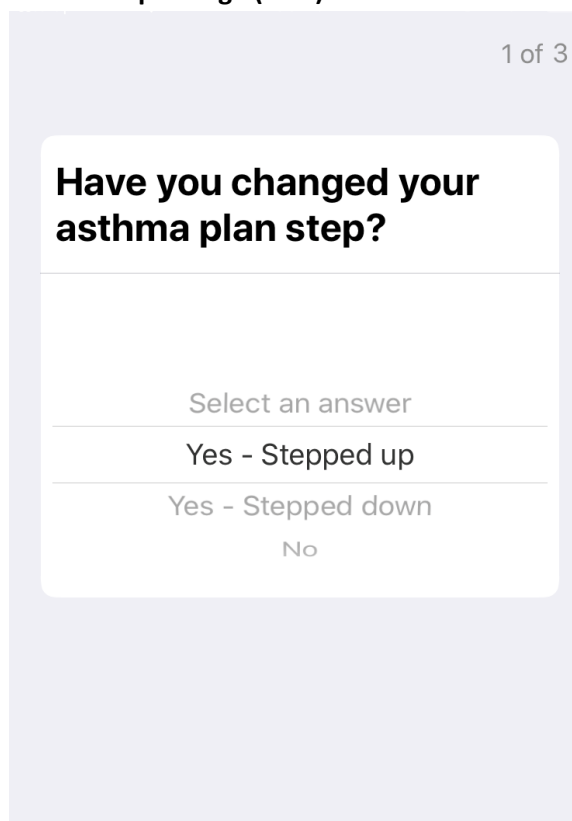 1 of 3
Have you changed your
asthma plan step?
Select an answer
Yes - Stepped up
Yes - Stepped down
No